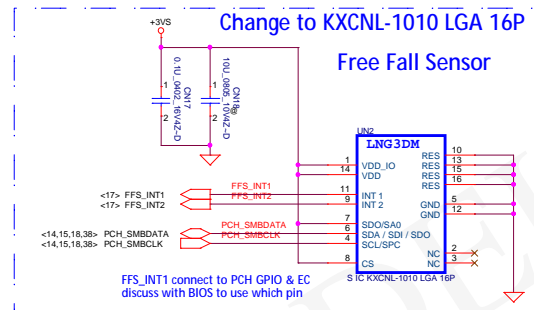 +3VS
Change to KXCNL-1010 LGA 16P
Free Fall Sensor
1
2
CN17
0.1U_0402_16V4Z~D
1
2
CN18@
10U_0805_10V4Z~D
UN2
LNG3DM
1 VDD_IO
14 VDD
RES 10
RES 13
RES 15
RES 16
<17> FFS_INT1 FFS_INT1 11 INT 1
<17> FFS_INT2 FFS_INT2 9 INT 2
GND 5
GND 12
7 SDO/SA0
<14,15,18,38> PCH_SMBDATA PCH_SMBDATA 6 SDA / SDI / SDO
<14,15,18,38> PCH_SMBCLK PCH_SMBCLK 4 SCL/SPC
NC 2
NC 3
8 CS
S IC KXCNL-1010 LGA 16P
FFS_INT1 connect to PCH GPIO & EC
discuss with BIOS to use which pin